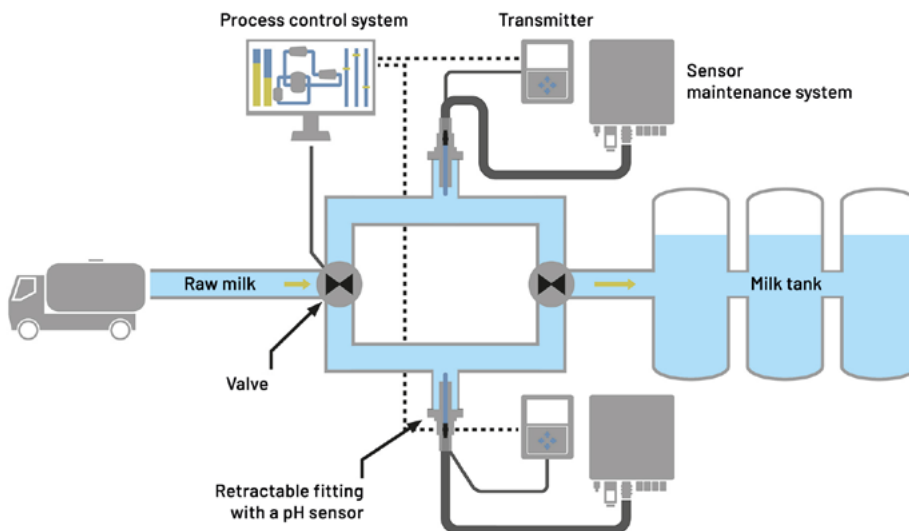 Process control system
Transmitter
Sensor
maintenance system
Raw milk
Milk tank
Valve
Retractable fitting
with a pH sensor